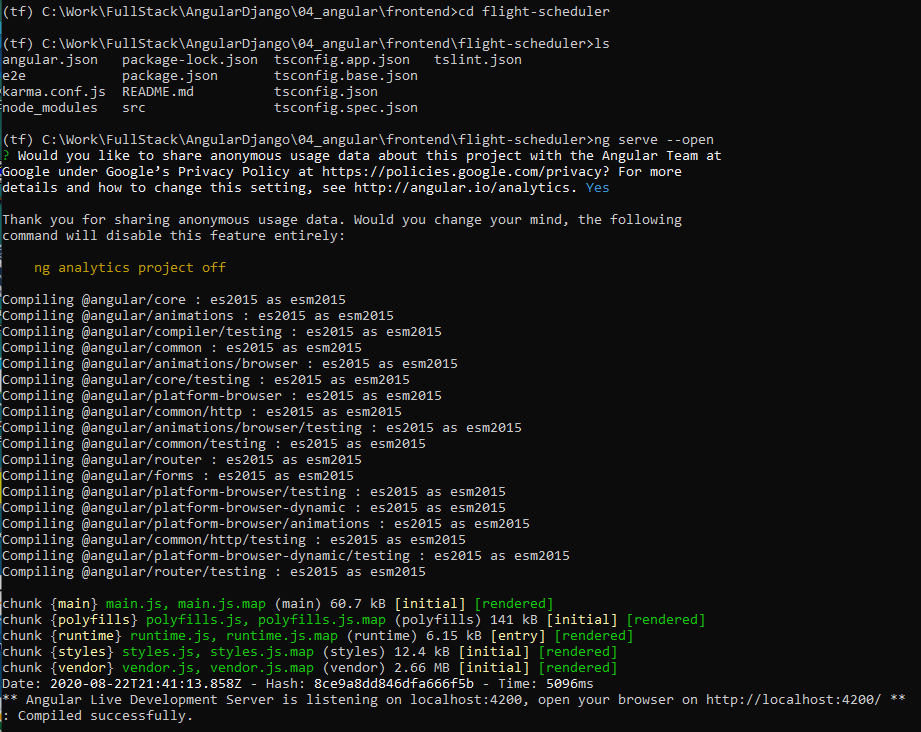 (tf) C:\Work\FullStack\AngularDjango\04_angular\frontend>cd flight-scheduler
(tf) C:\Work\FullStack\AngularDjango\04_angular\frontend\flight-scheduler>ls
angular.json   package-lock.json  tsconfig.app.json   tslint.json
e2e            package.json       tsconfig.base.json
karma.conf.js  README.md          tsconfig.json
node_modules   src                tsconfig.spec.json
(tf) C:\Work\FullStack\AngularDjango\04_angular\frontend\flight-scheduler>ng serve --open
? Would you like to share anonymous usage data about this project with the Angular Team at
Google under Google’s Privacy Policy at https://policies.google.com/privacy? For more
details and how to change this setting, see http://angular.io/analytics. Yes
Thank you for sharing anonymous usage data. Would you change your mind, the following
command will disable this feature entirely:
    ng analytics project off
Compiling @angular/core : es2015 as esm2015
Compiling @angular/animations : es2015 as esm2015
Compiling @angular/compiler/testing : es2015 as esm2015
Compiling @angular/common : es2015 as esm2015
Compiling @angular/animations/browser : es2015 as esm2015
Compiling @angular/core/testing : es2015 as esm2015
Compiling @angular/platform-browser : es2015 as esm2015
Compiling @angular/common/http : es2015 as esm2015
Compiling @angular/animations/browser/testing : es2015 as esm2015
Compiling @angular/common/testing : es2015 as esm2015
Compiling @angular/router : es2015 as esm2015
Compiling @angular/forms : es2015 as esm2015
Compiling @angular/platform-browser/testing : es2015 as esm2015
Compiling @angular/platform-browser-dynamic : es2015 as esm2015
Compiling @angular/platform-browser/animations : es2015 as esm2015
Compiling @angular/common/http/testing : es2015 as esm2015
Compiling @angular/platform-browser-dynamic/testing : es2015 as esm2015
Compiling @angular/router/testing : es2015 as esm2015
chunk {main} main.js, main.js.map (main) 60.7 kB [initial] [rendered]
chunk {polyfills} polyfills.js, polyfills.js.map (polyfills) 141 kB [initial] [rendered]
chunk {runtime} runtime.js, runtime.js.map (runtime) 6.15 kB [entry] [rendered]
chunk {styles} styles.js, styles.js.map (styles) 12.4 kB [initial] [rendered]
chunk {vendor} vendor.js, vendor.js.map (vendor) 2.66 MB [initial] [rendered]
Date: 2020-08-22T21:41:13.858Z - Hash: 8ce9a8dd846dfa666f5b - Time: 5096ms
** Angular Live Development Server is listening on localhost:4200, open your browser on http://localhost:4200/ **
: Compiled successfully.